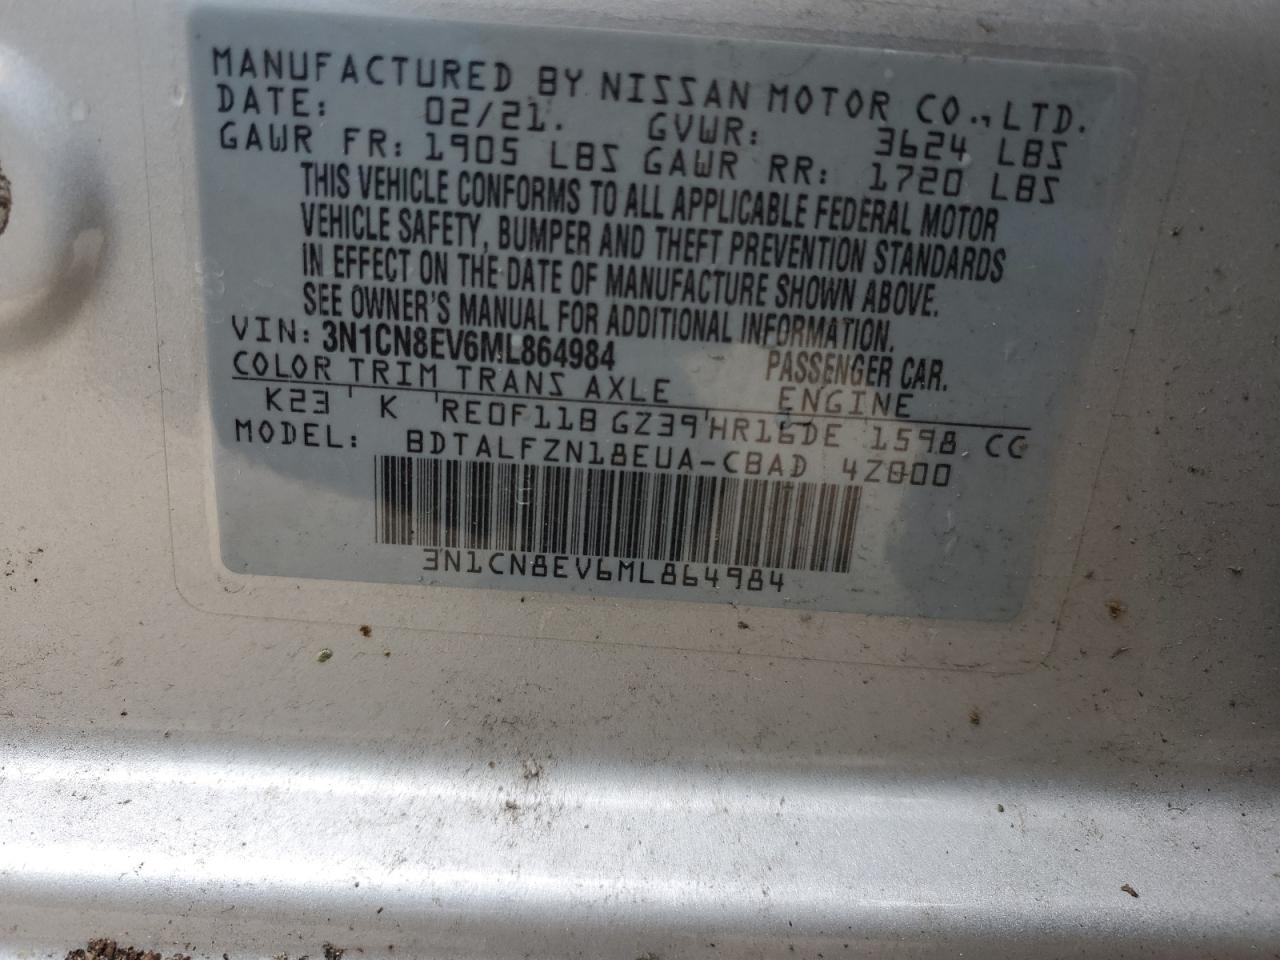 MANUFACTURED BY NISSAN MOTOR CO., LTD.
DATE: 02/21. GVWR: 3624 LBS
GAWR FR: 1905 LBS GAWR RR: 1720 LBS
THIS VEHICLE CONFORMS TO ALL APPLICABLE FEDERAL MOTOR
VEHICLE SAFETY, BUMPER AND THEFT PREVENTION STANDARDS
IN EFFECT ON THE DATE OF MANUFACTURE SHOWN ABOVE.
SEE OWNER'S MANUAL FOR ADDITIONAL INFORMATION.
VIN: 3N1CN8EV6ML864984 PASSENGER CAR.
COLOR TRIM TRANS AXLE ENGINE
K23 K RE0F11B GZ39 HR16DE 1598 CC
MODEL: BDTALFZN18EUA-CBAD 4Z000
3N1CN8EV6ML864984